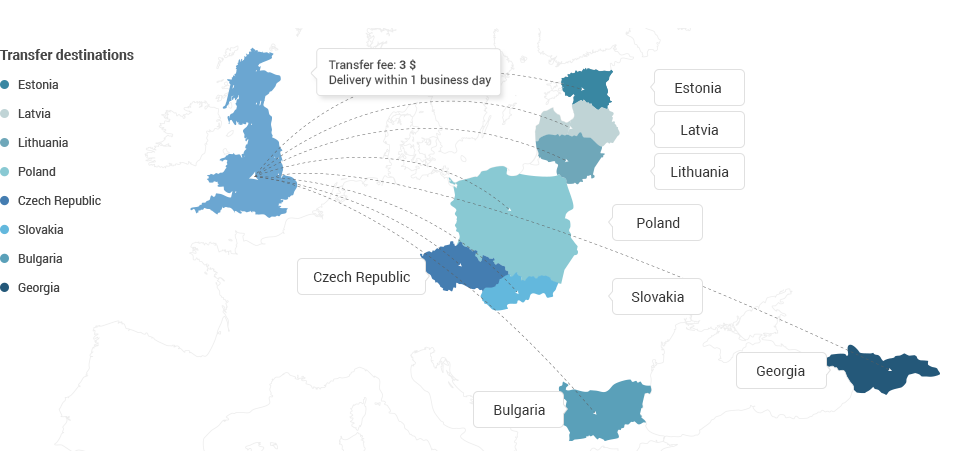 Transfer destinations
Estonia
Latvia
Lithuania
Poland
Czech Republic
Slovakia
Bulgaria
Georgia
Transfer fee: 3 $
Delivery within 1 business day
Estonia
Latvia
Lithuania
Poland
Czech Republic
Slovakia
Georgia
Bulgaria